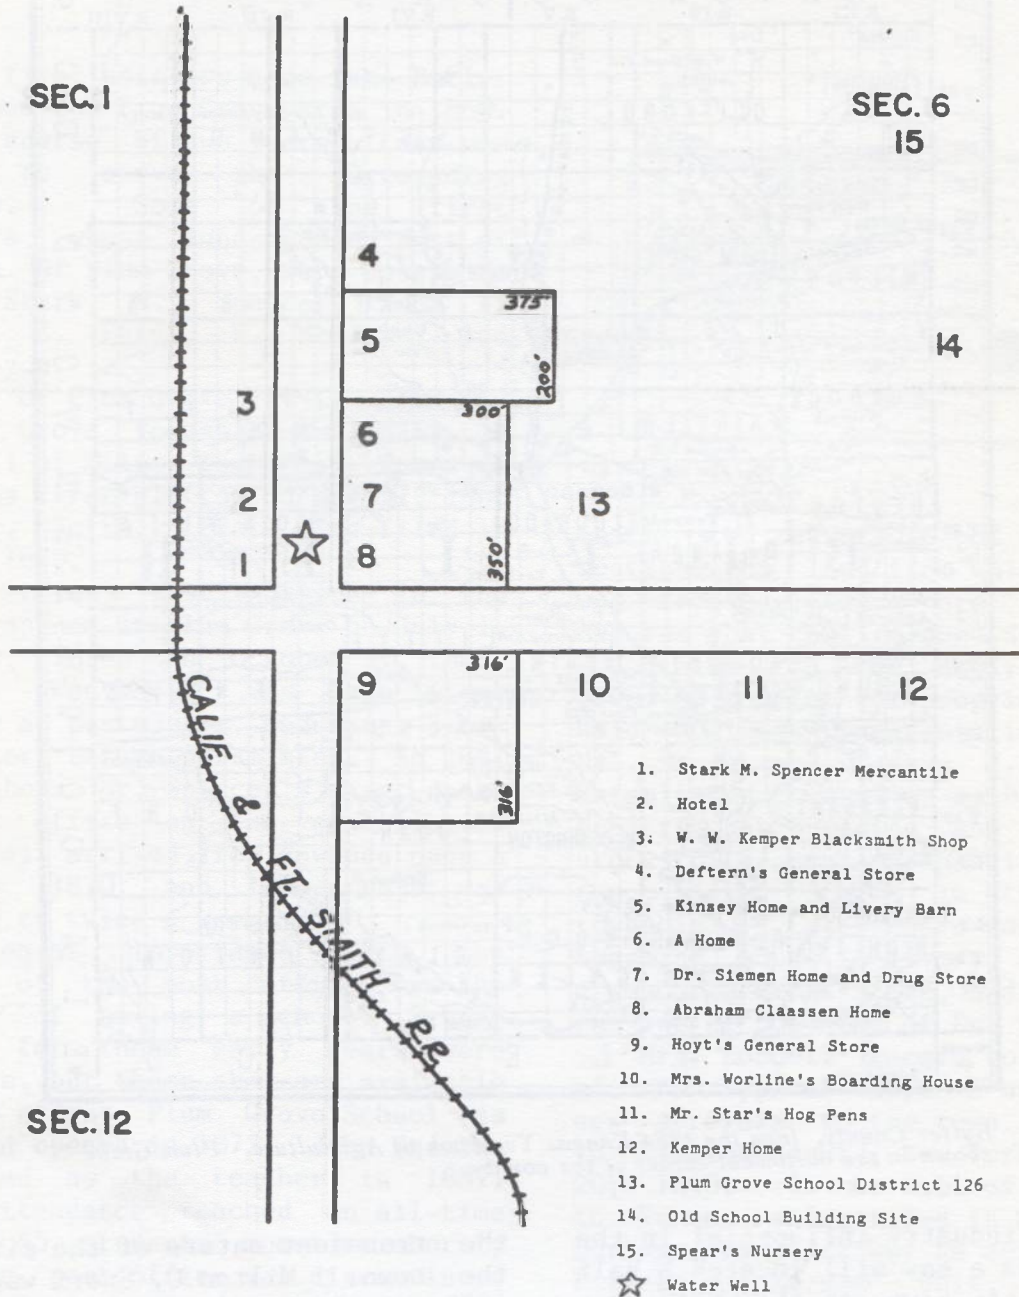 SEC. 1
SEC. 6
15
4
375'
5
200'
14
3
300'
6
2
7
13
1
8
350'
316'
9
10
11
12
316'
CALIF & FT. SMITH R.R.
SEC. 12
1. Stark M. Spencer Mercantile
2. Hotel
3. W. W. Kemper Blacksmith Shop
4. Deftern's General Store
5. Kinsey Home and Livery Barn
6. A Home
7. Dr. Siemen Home and Drug Store
8. Abraham Claassen Home
9. Hoyt's General Store
10. Mrs. Worline's Boarding House
11. Mr. Star's Hog Pens
12. Kemper Home
13. Plum Grove School District 126
14. Old School Building Site
15. Spear's Nursery
Water Well